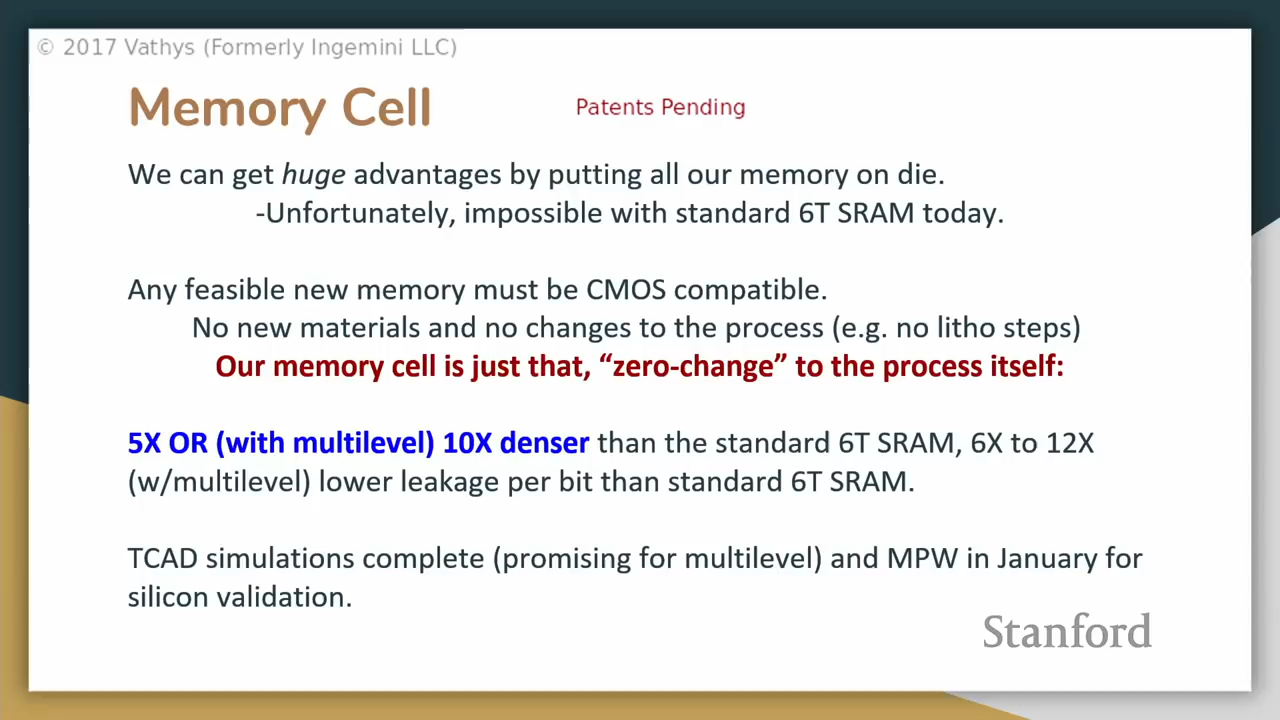 © 2017 Vathys (Formerly Ingemini LLC)
Memory Cell
Patents Pending
We can get huge advantages by putting all our memory on die.
-Unfortunately, impossible with standard 6T SRAM today.
Any feasible new memory must be CMOS compatible.
No new materials and no changes to the process (e.g. no litho steps)
Our memory cell is just that, “zero-change” to the process itself:
5X OR (with multilevel) 10X denser than the standard 6T SRAM, 6X to 12X
(w/multilevel) lower leakage per bit than standard 6T SRAM.
TCAD simulations complete (promising for multilevel) and MPW in January for
silicon validation.
Stanford